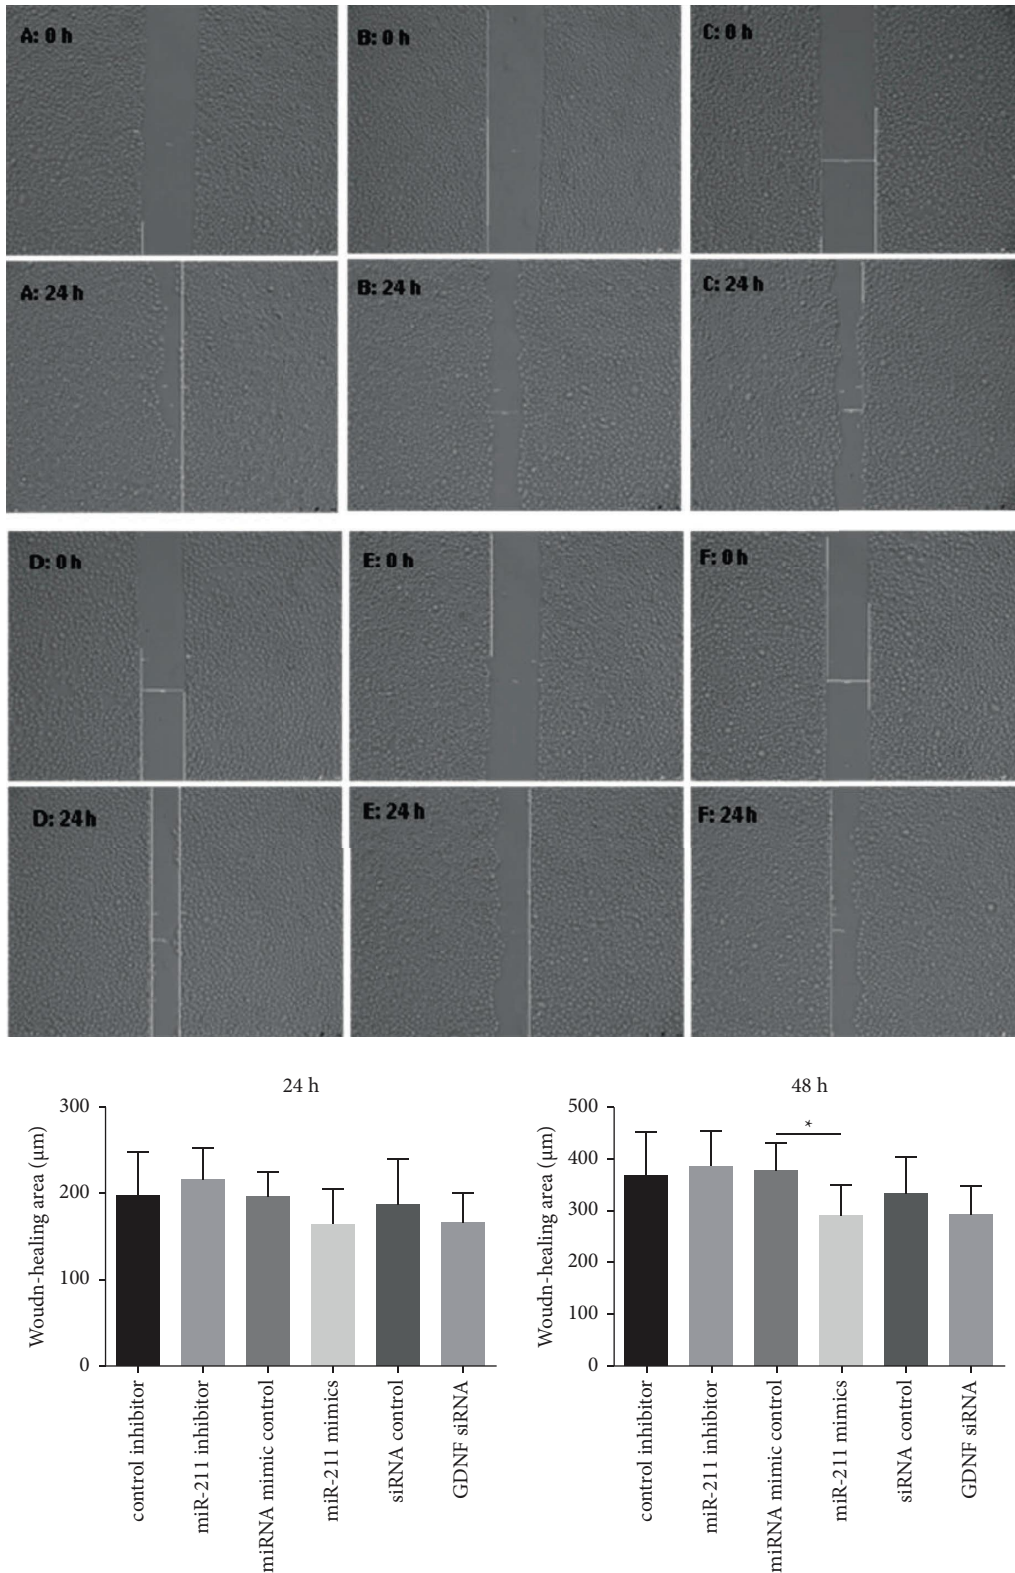 A: 0 h
B: 0 h
C: 0 h
A: 24 h
B: 24 h
C: 24 h
D: 0 h
E: 0 h
F: 0 h
D: 24 h
E: 24 h
F: 24 h
24 h
Woudn-healing area (μm)
300
200
100
0
control inhibitor
miR-211 inhibitor
miRNA mimic control
miR-211 mimics
siRNA control
GDNF siRNA
48 h
Woudn-healing area (μm)
500
400
300
200
100
0
*
control inhibitor
miR-211 inhibitor
miRNA mimic control
miR-211 mimics
siRNA control
GDNF siRNA